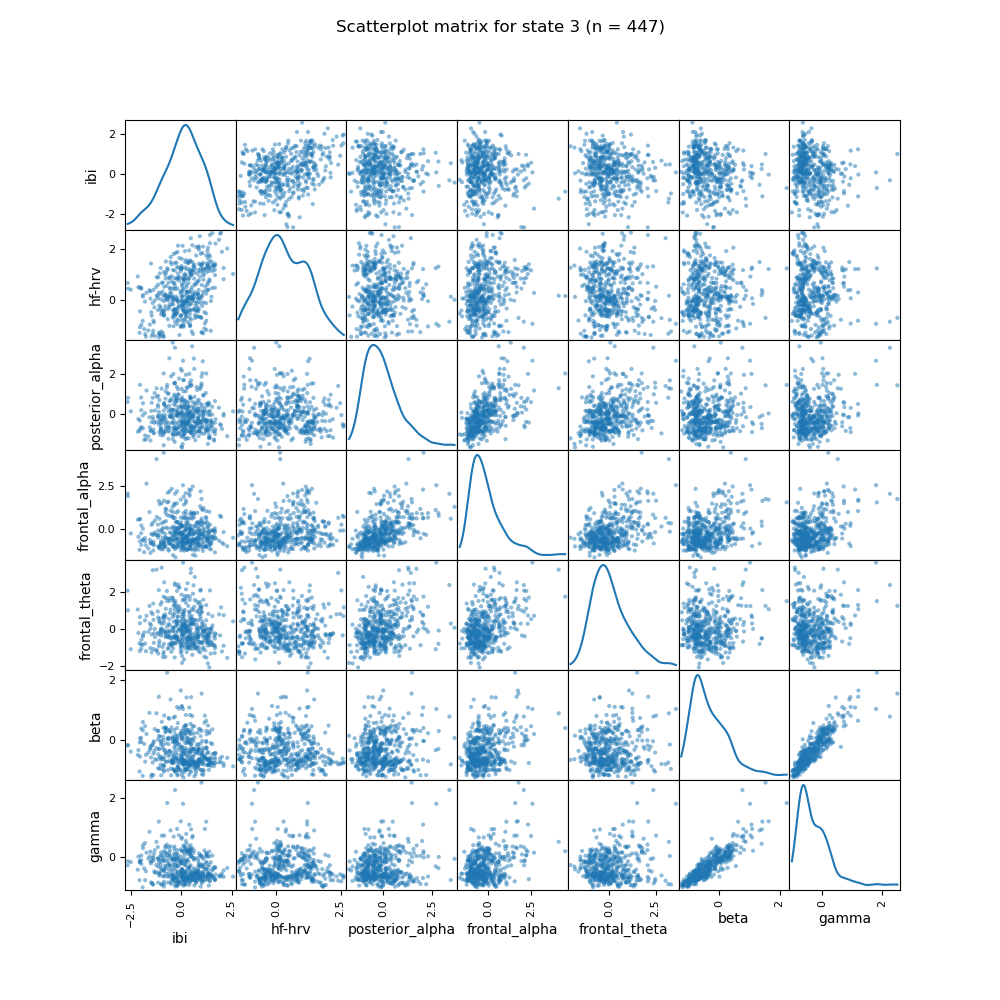 Scatterplot matrix for state 3 (n = 447)
ibi
2
0
-2
hf-hrv
2
0
posterior_alpha
2
0
frontal_alpha
2.5
0.0
frontal_theta
2
0
−2
beta
2
0
gamma
2
0
−2.5
0.0
2.5
0.0
2.5
0.0
2.5
0.0
2.5
0.0
2.5
0
2
0
2
ibi
hf-hrv
posterior_alpha
frontal_alpha
frontal_theta
beta
gamma